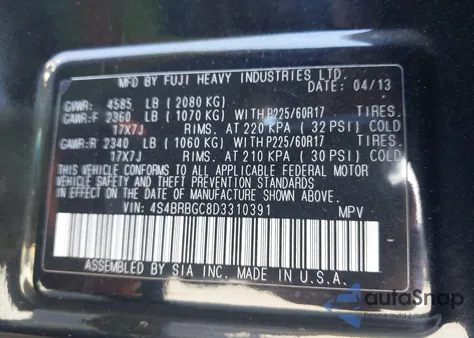 MFD BY FUJI HEAVY INDUSTRIES LTD.
DATE 04/13
GVWR: 4585 LB (2080 KG)
GAWR:F 2360 LB (1070 KG) WITH P225/60R17 TIRES.
17X7J RIMS. AT 220 KPA (32 PSI) COLD
GAWR:R 2340 LB (1060 KG) WITH P225/60R17 TIRES.
17X7J RIMS. AT 210 KPA (30 PSI) COLD
THIS VEHICLE CONFORMS TO ALL APPLICABLE FEDERAL MOTOR
VEHICLE SAFETY AND THEFT PREVENTION STANDARDS
IN EFFECT ON THE DATE OF MANUFACTURE SHOWN ABOVE.
VIN: 4S4BRBGC8D3310391 MPV
ASSEMBLED BY SIA INC. MADE IN U.S.A.
autaSnap